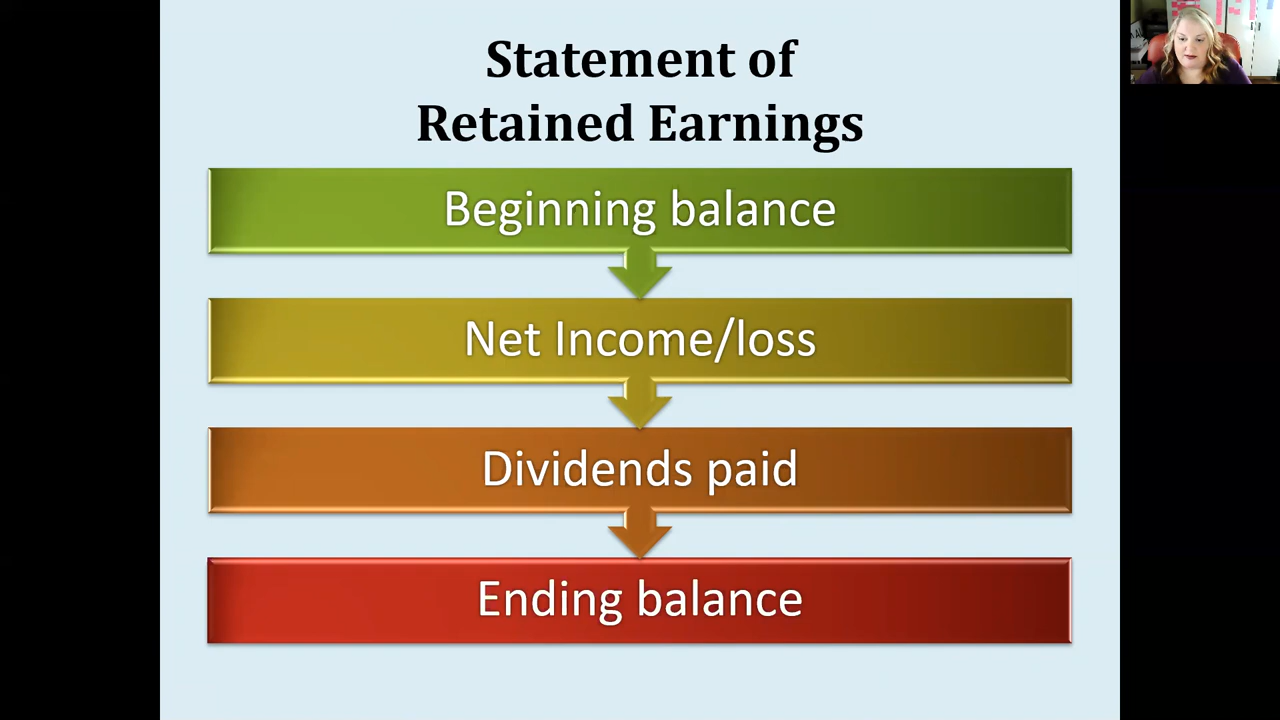 Statement of
Retained Earnings
Beginning balance
Net Income/loss
Dividends paid
Ending balance